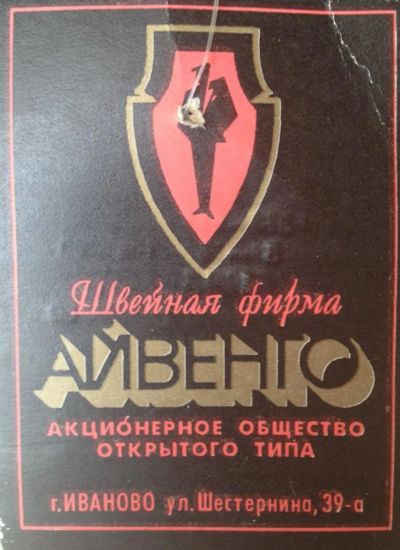 Швейная фирма
АЙВЕНГО
АКЦИОНЕРНОЕ ОБЩЕСТВО
ОТКРЫТОГО ТИПА
г.ИВАНОВО ул.Шестернина, 39-а